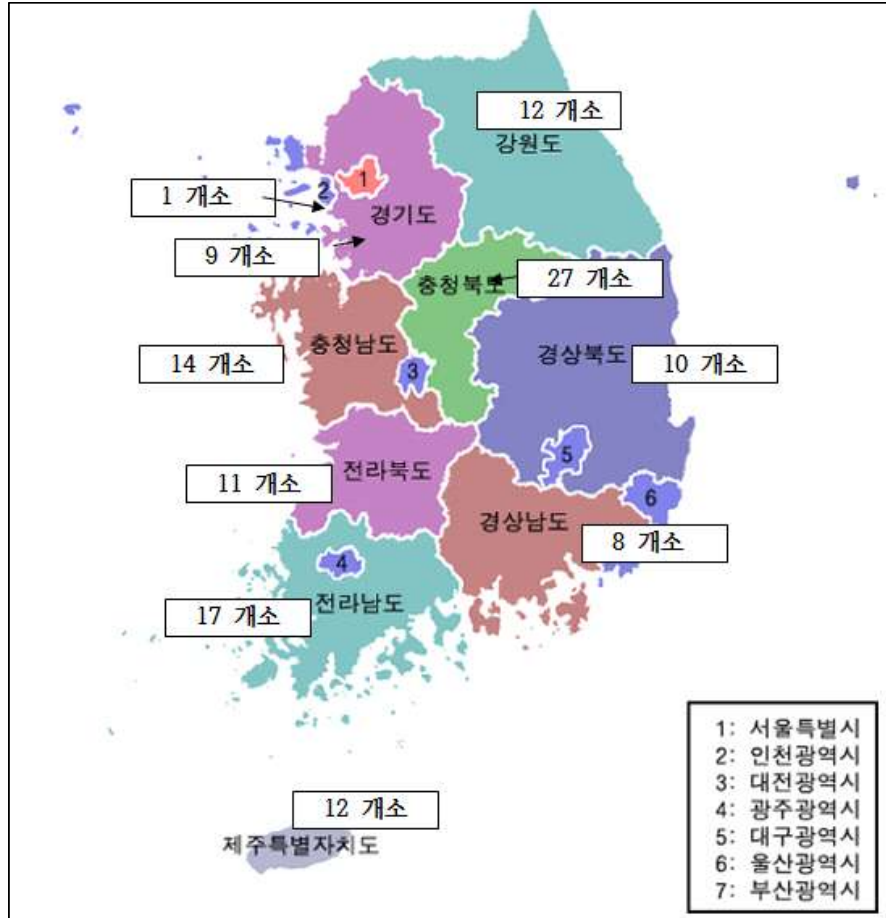 12 개소
강원도
1
2
1 개소
경기도
9 개소
충청북도
27 개소
충청남도
14 개소
3
경상북도
10 개소
5
전라북도
11 개소
6
경상남도
8 개소
4
전라남도
17 개소
12 개소
제주특별자치도
1: 서울특별시
2: 인천광역시
3: 대전광역시
4: 광주광역시
5: 대구광역시
6: 울산광역시
7: 부산광역시